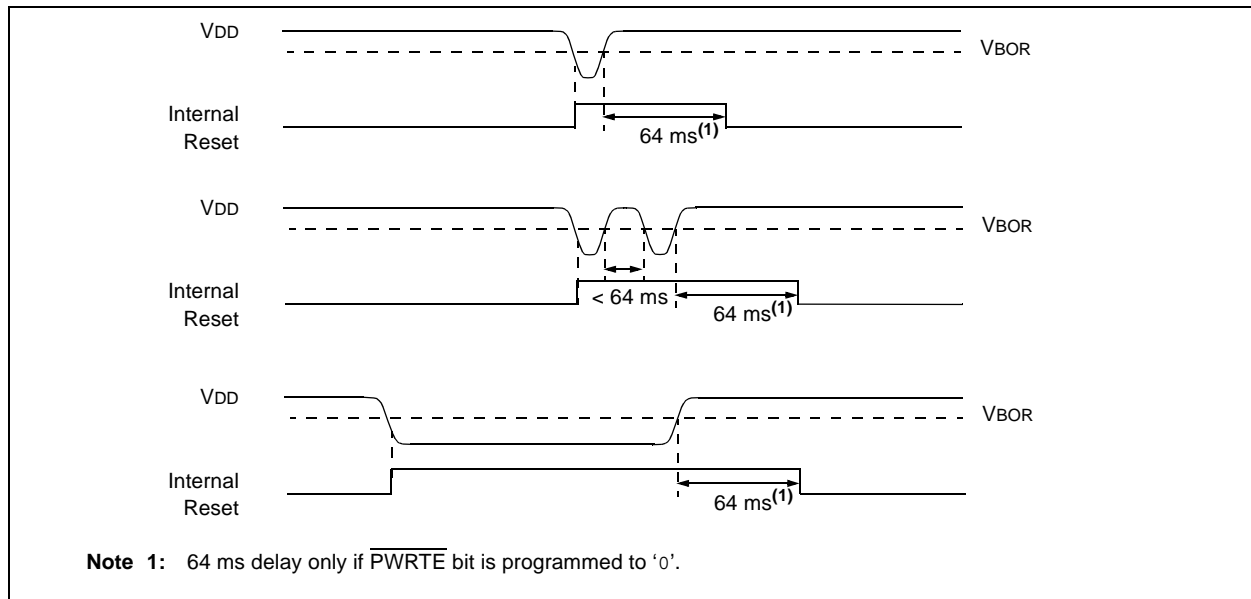 VDD
VBOR
Internal
Reset
64 ms(1)
VDD
VBOR
Internal
Reset
< 64 ms
64 ms(1)
VDD
VBOR
Internal
Reset
64 ms(1)
Note 1: 64 ms delay only if PWRTE bit is programmed to ‘0’.